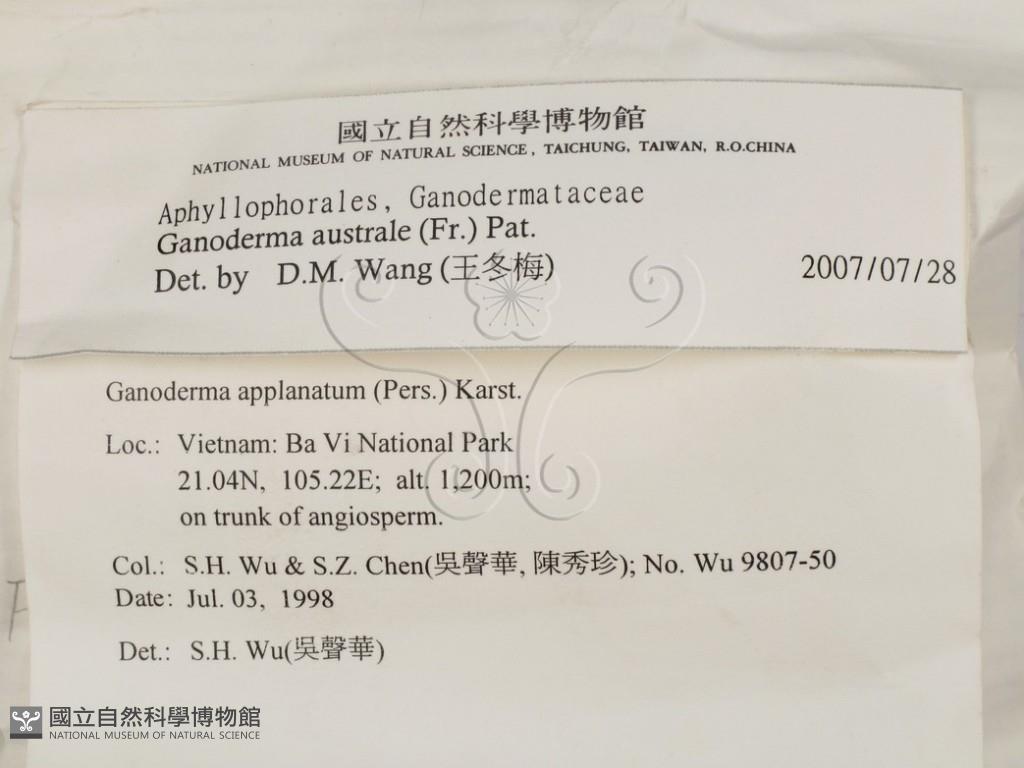 國立自然科學博物館
NATIONAL MUSEUM OF NATURAL SCIENCE, TAICHUNG, TAIWAN, R.O.CHINA
Aphyllophorales, Ganodermataceae
Ganoderma australe (Fr.) Pat.
Det. by D.M. Wang (王冬梅) 2007/07/28
Ganoderma applanatum (Pers.) Karst.
Loc.: Vietnam: Ba Vi National Park
21.04N, 105.22E; alt. 1,200m;
on trunk of angiosperm.
Col.: S.H. Wu & S.Z. Chen(吳聲華, 陳秀珍); No. Wu 9807-50
Date: Jul. 03, 1998
Det.: S.H. Wu(吳聲華)
國立自然科學博物館
NATIONAL MUSEUM OF NATURAL SCIENCE